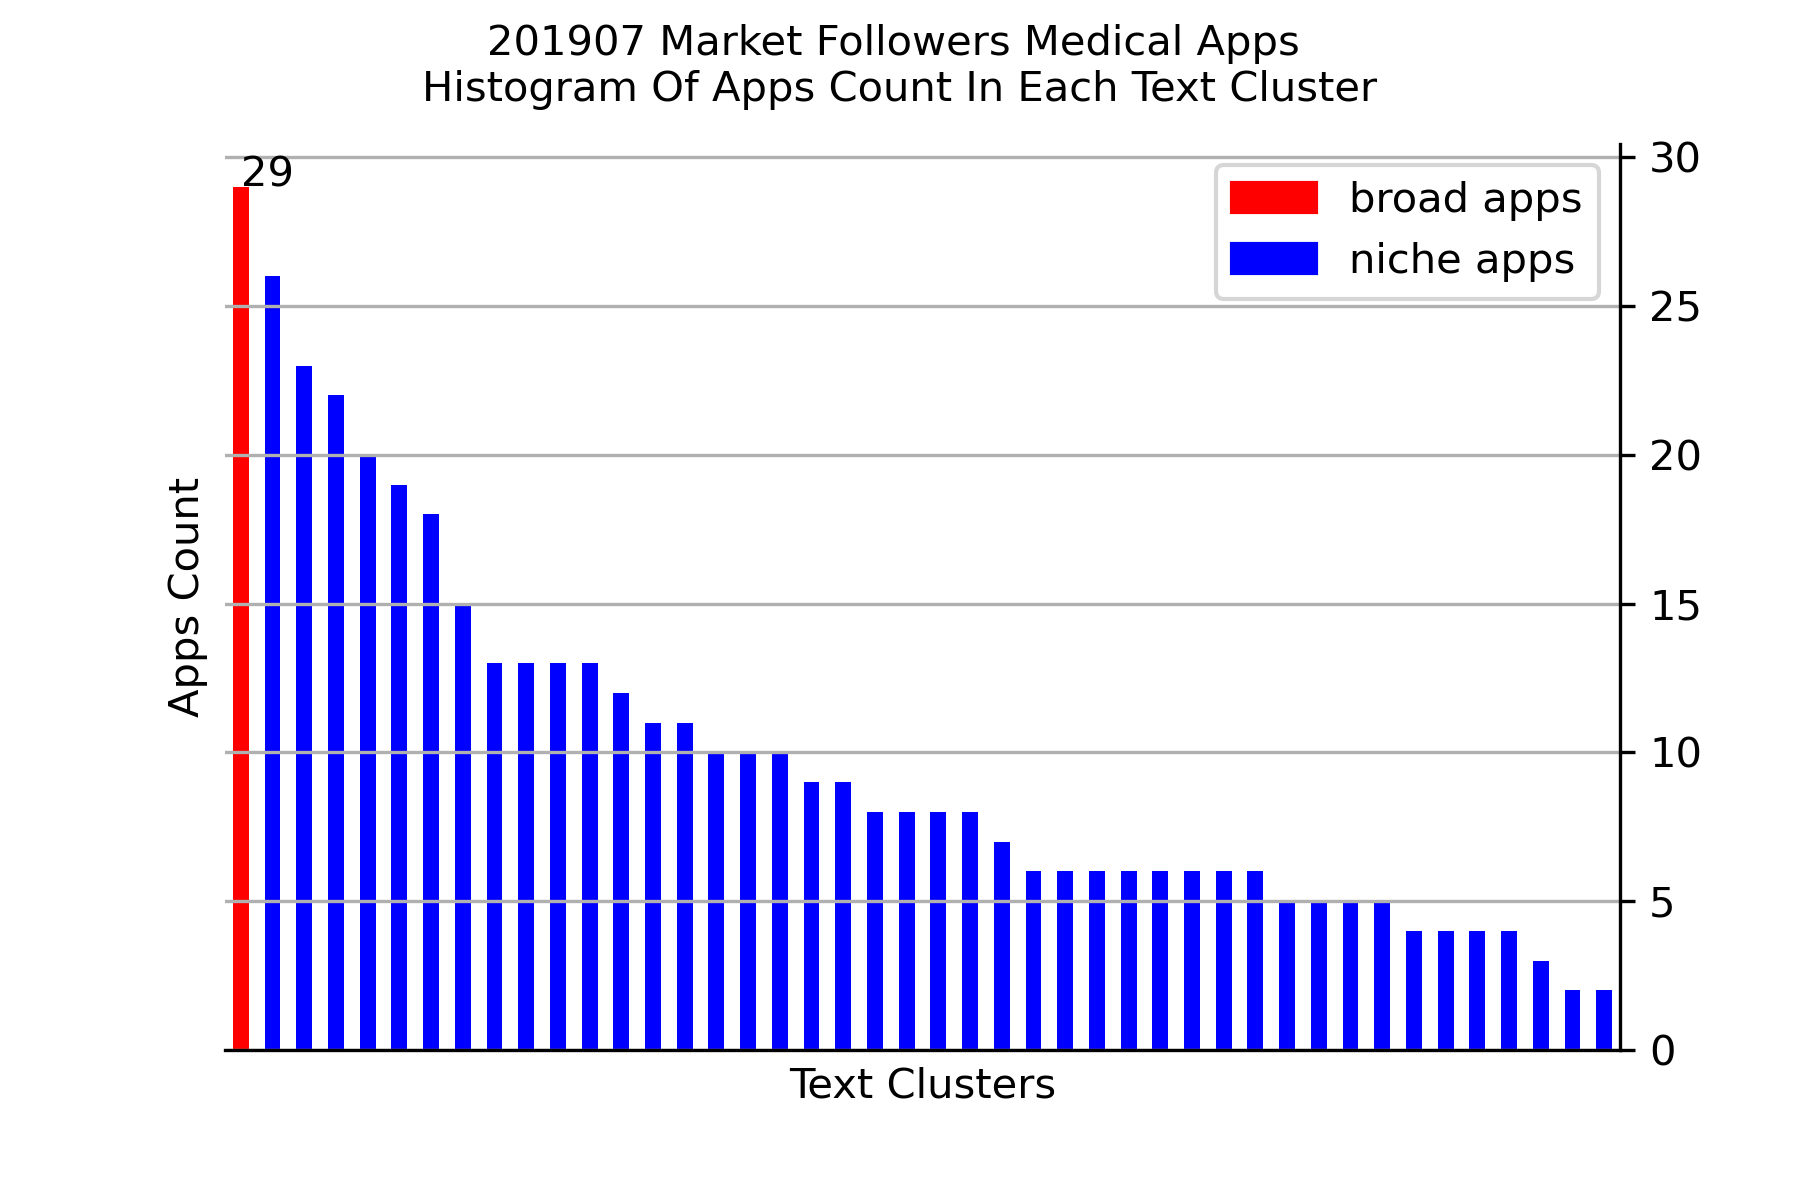 201907 Market Followers Medical Apps
Histogram Of Apps Count In Each Text Cluster
29
broad apps
niche apps
30
25
20
15
10
5
0
Apps Count
Text Clusters